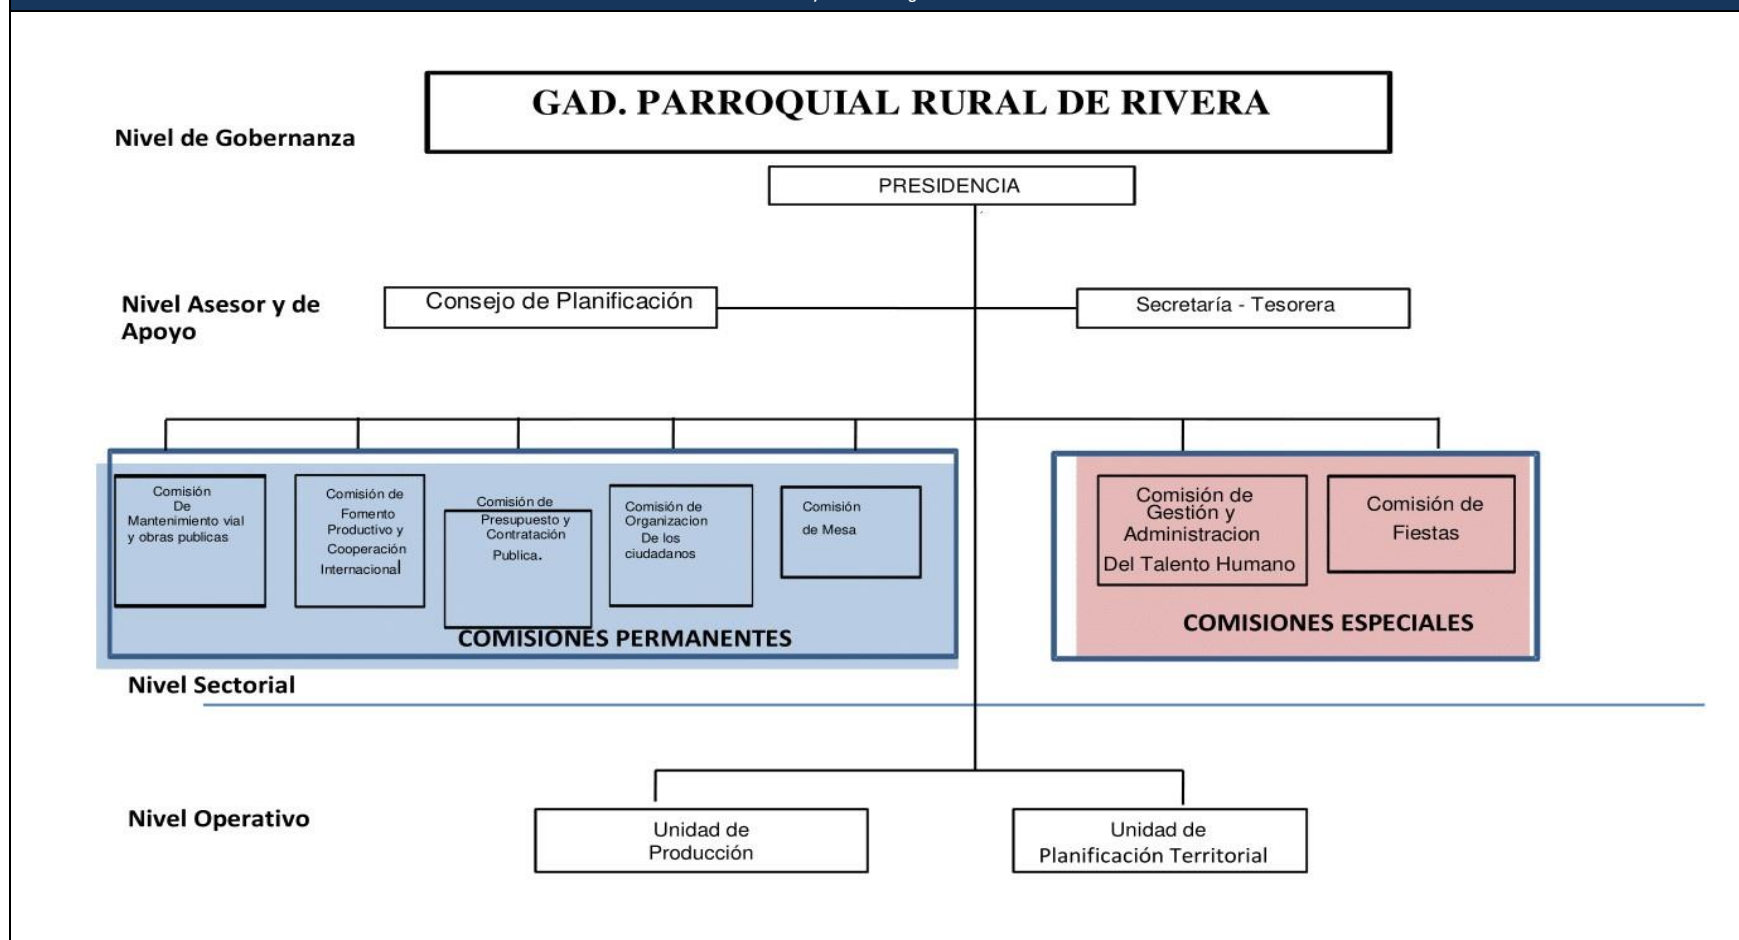 GAD. PARROQUIAL RURAL DE RIVERA
Nivel de Gobernanza
PRESIDENCIA
Nivel Asesor y de
Apoyo
Consejo de Planificación
Secretaría - Tesorera
Comisión
De
Mantenimiento vial
y obras publicas
Comisión de
Fomento
Productivo y
Cooperación
Internacional
Comisión de
Presupuesto y
Contratación
Publica.
Comisión de
Organizacion
De los
ciudadanos
Comisión
de Mesa
COMISIONES PERMANENTES
Comisión de
Gestión y
Administracion
Del Talento Humano
Comisión de
Fiestas
COMISIONES ESPECIALES
Nivel Sectorial
Nivel Operativo
Unidad de
Producción
Unidad de
Planificación Territorial